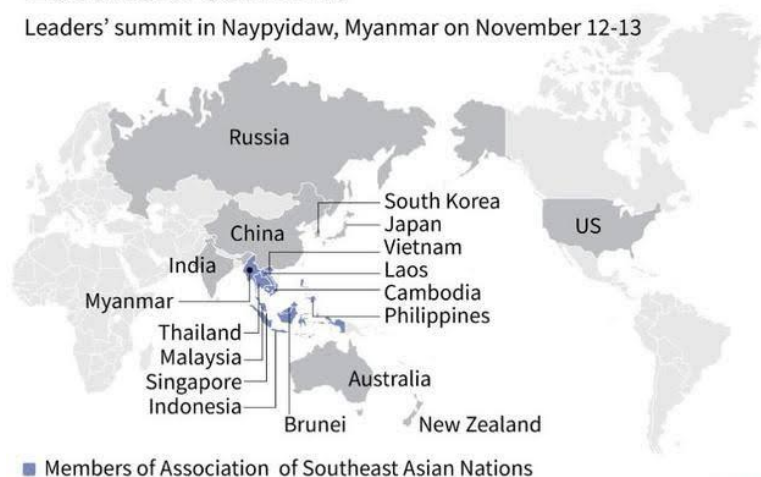 Leaders' summit in Naypyidaw, Myanmar on November 12-13
Russia
South Korea
Japan
China
US
Vietnam
India
Laos
Myanmar
Cambodia
Philippines
Thailand
Malaysia
Singapore
Australia
Indonesia
Brunei
New Zealand
Members of Association of Southeast Asian Nations